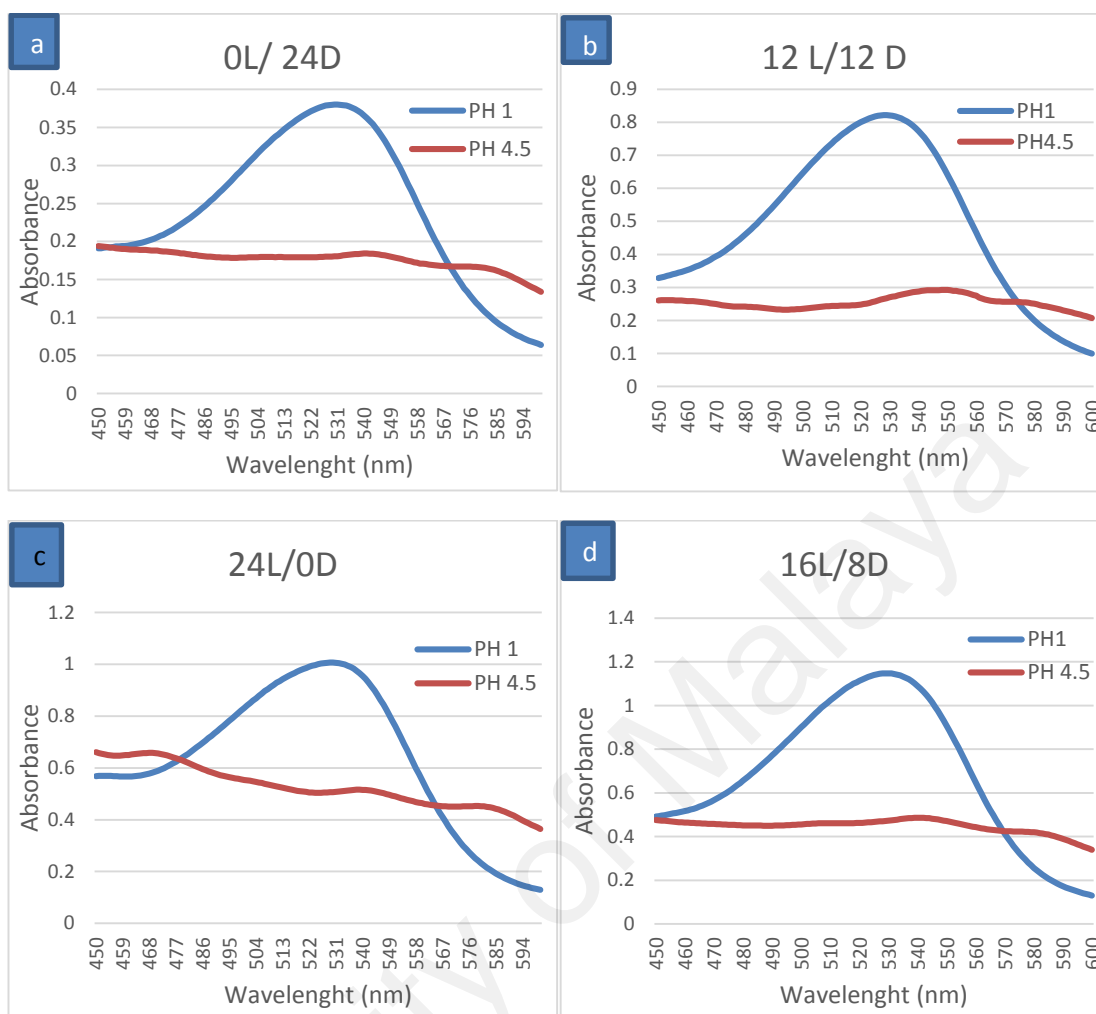 a
0L/ 24D
PH 1
PH 4.5
0.4
0.35
0.3
0.25
0.2
0.15
0.1
0.05
0
Absorbance
450 459 468 477 486 495 504 513 522 531 540 549 558 567 576 585 594
Wavelenght (nm)
b
12 L/12 D
PH1
PH4.5
0.9
0.8
0.7
0.6
0.5
0.4
0.3
0.2
0.1
0
Absorbance
450 460 470 480 490 500 510 520 530 540 550 560 570 580 590 600
Wavelenght (nm)
c
24L/0D
PH 1
PH 4.5
1.2
1
0.8
0.6
0.4
0.2
0
Absorbance
450 459 468 477 486 495 504 513 522 531 540 549 558 567 576 585 594
Wavelenght (nm)
d
16L/8D
PH1
PH 4.5
1.4
1.2
1
0.8
0.6
0.4
0.2
0
Absorbance
450 460 470 480 490 500 510 520 530 540 550 560 570 580 590 600
Wavelenght (nm)
ity of Malaya